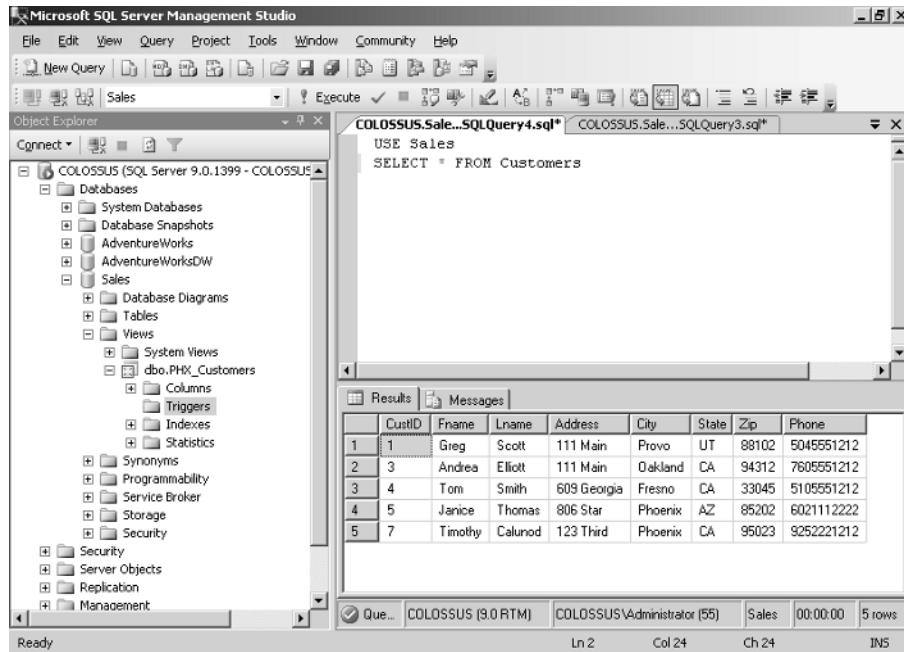 Microsoft SQL Server Management Studio
File Edit View Query Project Tools Window Community Help
New Query
Sales Execute
Object Explorer
Connect
COLOSSUS (SQL Server 9.0.1399 - COLOSSUS
Databases
System Databases
Database Snapshots
AdventureWorks
AdventureWorksDW
Sales
Database Diagrams
Tables
Views
System Views
dbo.PHX_Customers
Columns
Triggers
Indexes
Statistics
Synonyms
Programmability
Service Broker
Storage
Security
Security
Server Objects
Replication
Management
COLOSSUS.Sale...SQLQuery4.sql* COLOSSUS.Sale...SQLQuery3.sql*
USE Sales
SELECT * FROM Customers
Results Messages
CustID Fname Lname Address City State Zip Phone
1 1 Greg Scott 111 Main Provo UT 88102 5045551212
2 3 Andrea Elliott 111 Main Oakland CA 94312 7605551212
3 4 Tom Smith 609 Georgia Fresno CA 33045 5105551212
4 5 Janice Thomas 806 Star Phoenix AZ 85202 6021112222
5 7 Timothy Calunod 123 Third Phoenix CA 95023 9252221212
Que... COLOSSUS (9.0 RTM) COLOSSUS\Administrator (55) Sales 00:00:00 5 rows
Ready Ln 2 Col 24 Ch 24 INS